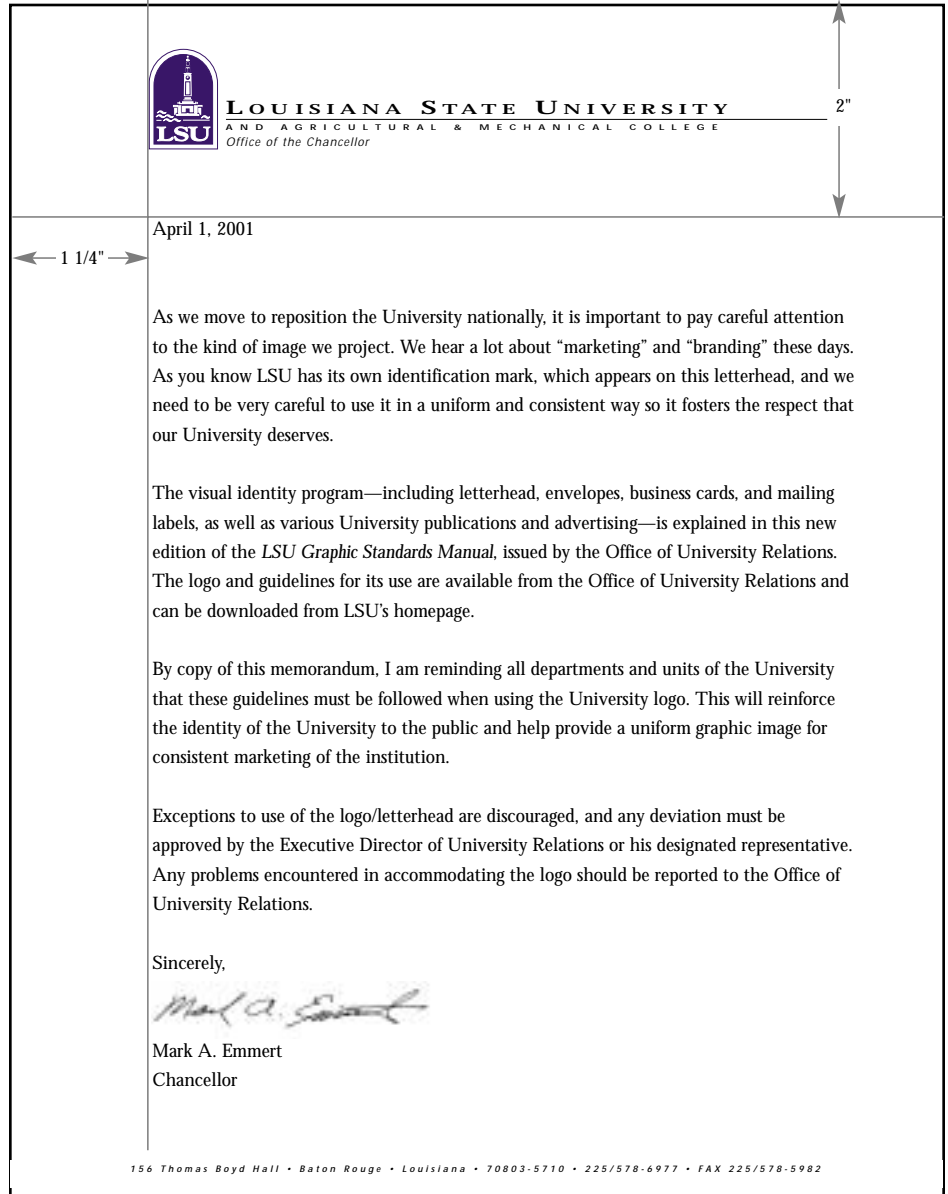 LOUISIANA STATE UNIVERSITY
2"
AND AGRICULTURAL & MECHANICAL COLLEGE
LSU
Office of the Chancellor
April 1, 2001
1 1/4"
As we move to reposition the University nationally, it is important to pay careful attention
to the kind of image we project. We hear a lot about “marketing” and “branding” these days.
As you know LSU has its own identification mark, which appears on this letterhead, and we
need to be very careful to use it in a uniform and consistent way so it fosters the respect that
our University deserves.
The visual identity program—including letterhead, envelopes, business cards, and mailing
labels, as well as various University publications and advertising—is explained in this new
edition of the LSU Graphic Standards Manual, issued by the Office of University Relations.
The logo and guidelines for its use are available from the Office of University Relations and
can be downloaded from LSU’s homepage.
By copy of this memorandum, I am reminding all departments and units of the University
that these guidelines must be followed when using the University logo. This will reinforce
the identity of the University to the public and help provide a uniform graphic image for
consistent marketing of the institution.
Exceptions to use of the logo/letterhead are discouraged, and any deviation must be
approved by the Executive Director of University Relations or his designated representative.
Any problems encountered in accommodating the logo should be reported to the Office of
University Relations.
Sincerely,
Mark A. Emmert
Mark A. Emmert
Chancellor
156 Thomas Boyd Hall • Baton Rouge • Louisiana • 70803-5710 • 225/578-6977 • FAX 225/578-5982